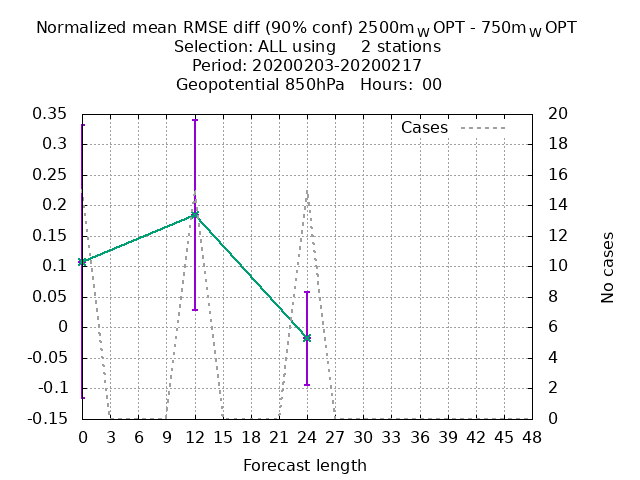 Normalized mean RMSE diff (90% conf) 2500m_W OPT - 750m_W OPT
Selection: ALL using 2 stations
Period: 20200203-20200217
Geopotential 850hPa Hours: 00
Cases
0.35
0.3
0.25
0.2
0.15
0.1
0.05
0
-0.05
-0.1
-0.15
20
18
16
14
12
10
8
6
4
2
0
No cases
0 3 6 9 12 15 18 21 24 27 30 33 36 39 42 45 48
Forecast length